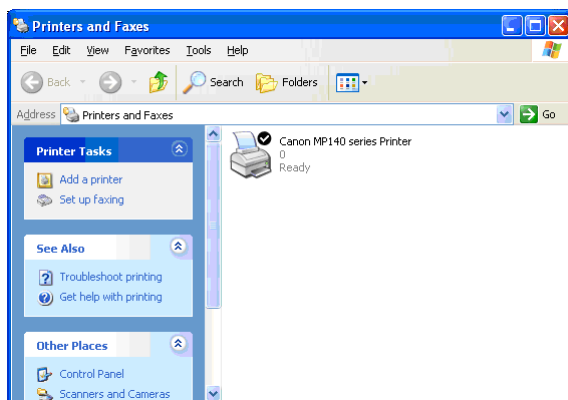 Printers and Faxes
File Edit View Favorites Tools Help
Back Search Folders
Address Printers and Faxes Go
Printer Tasks
Add a printer
Set up faxing
See Also
Troubleshoot printing
Get help with printing
Other Places
Control Panel
Scanners and Cameras
Canon MP140 series Printer
0
Ready